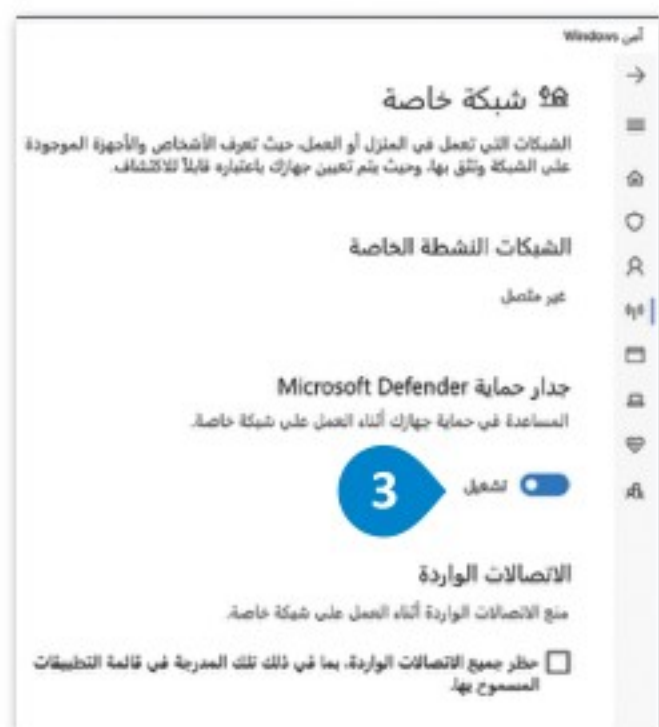 أمن Windows
شبكة خاصة
الشبكات التي تعمل في المنزل أو العمل، حيث تعرف الأشخاص والأجهزة الموجودة
على الشبكة وتثق بها، وحيث يتم تعيين جهازك باعتباره قابلاً للاكتشاف.
الشبكات النشطة الخاصة
غير متصل
جدار حماية Microsoft Defender
المساعدة في حماية جهازك أثناء العمل على شبكة خاصة.
تشغيل
3
الاتصالات الواردة
منع الاتصالات الواردة أثناء العمل على شبكة خاصة.
حظر جميع الاتصالات الواردة، بما في ذلك تلك المدرجة في قائمة التطبيقات
المسموح بها.